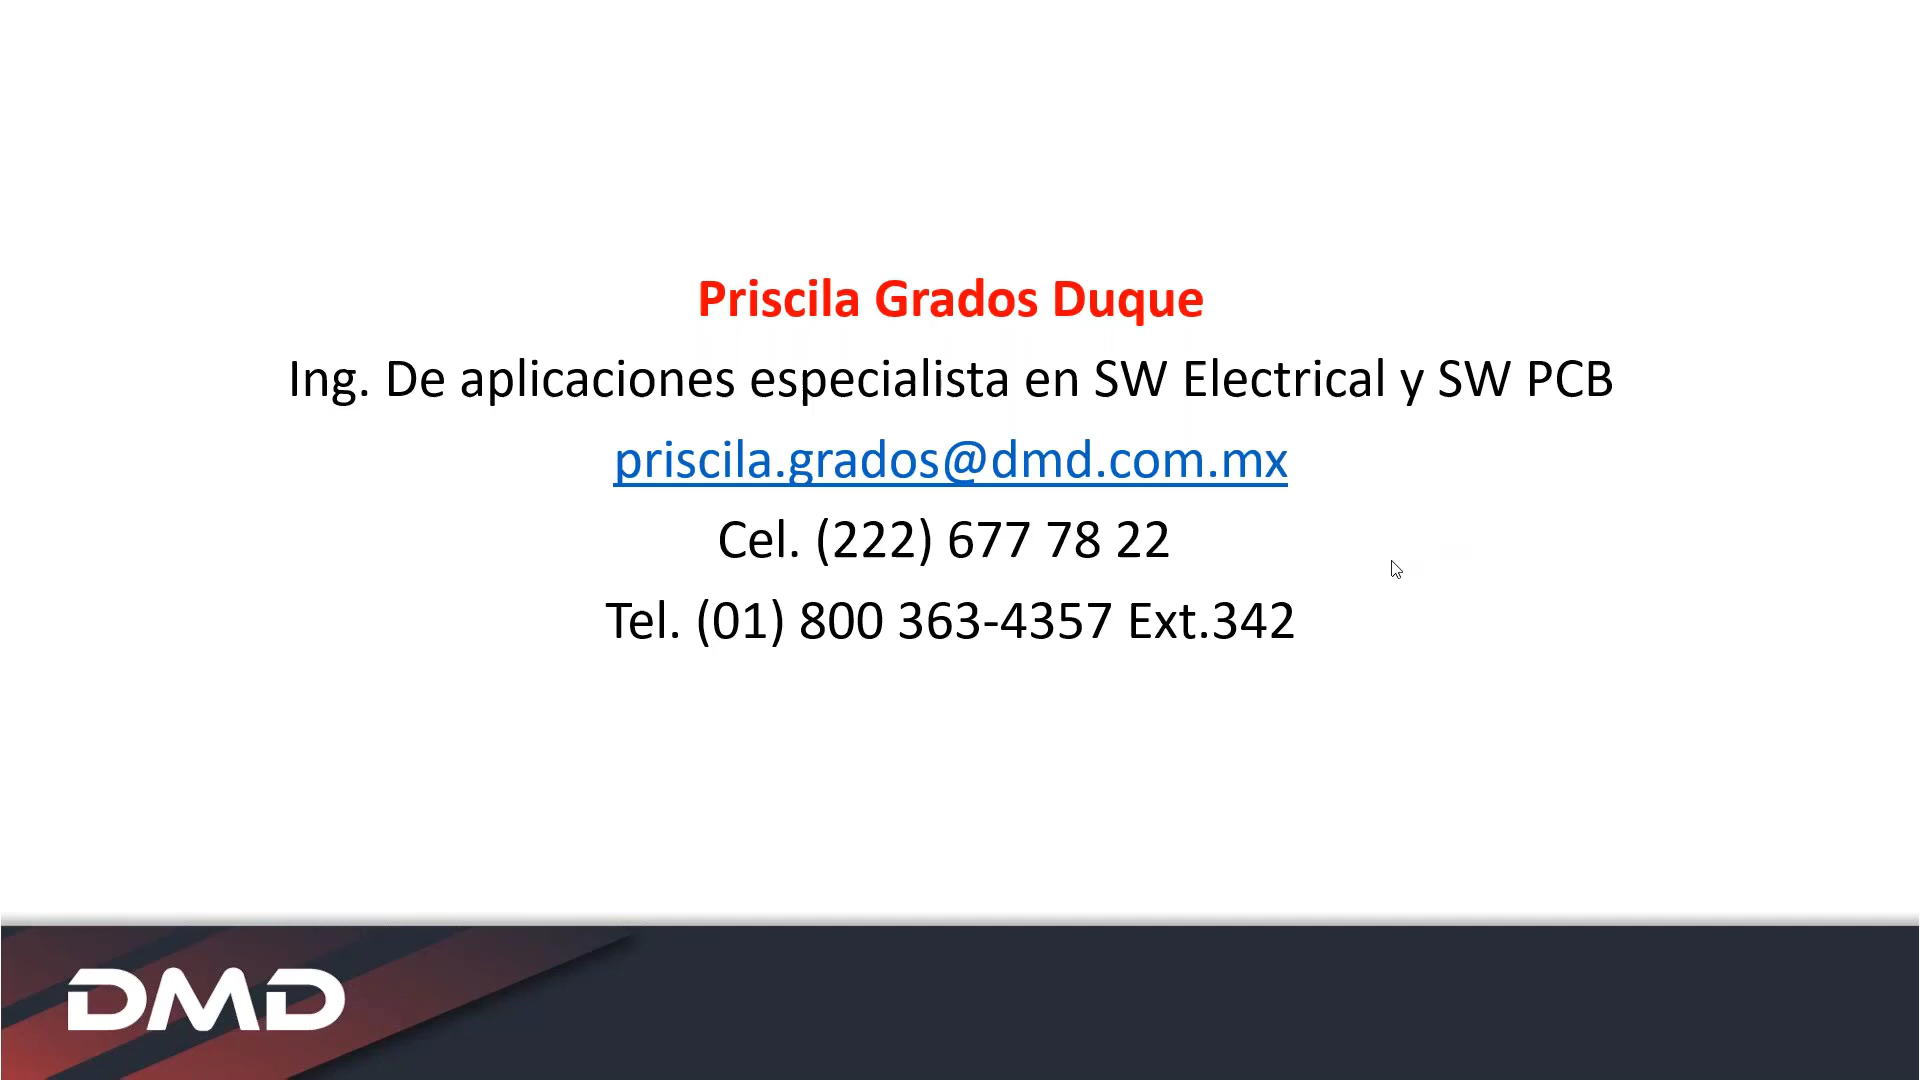 Priscila Grados Duque
Ing. De aplicaciones especialista en SW Electrical y SW PCB
priscila.grados@dmd.com.mx
Cel. (222) 677 78 22
Tel. (01) 800 363-4357 Ext.342
DMD